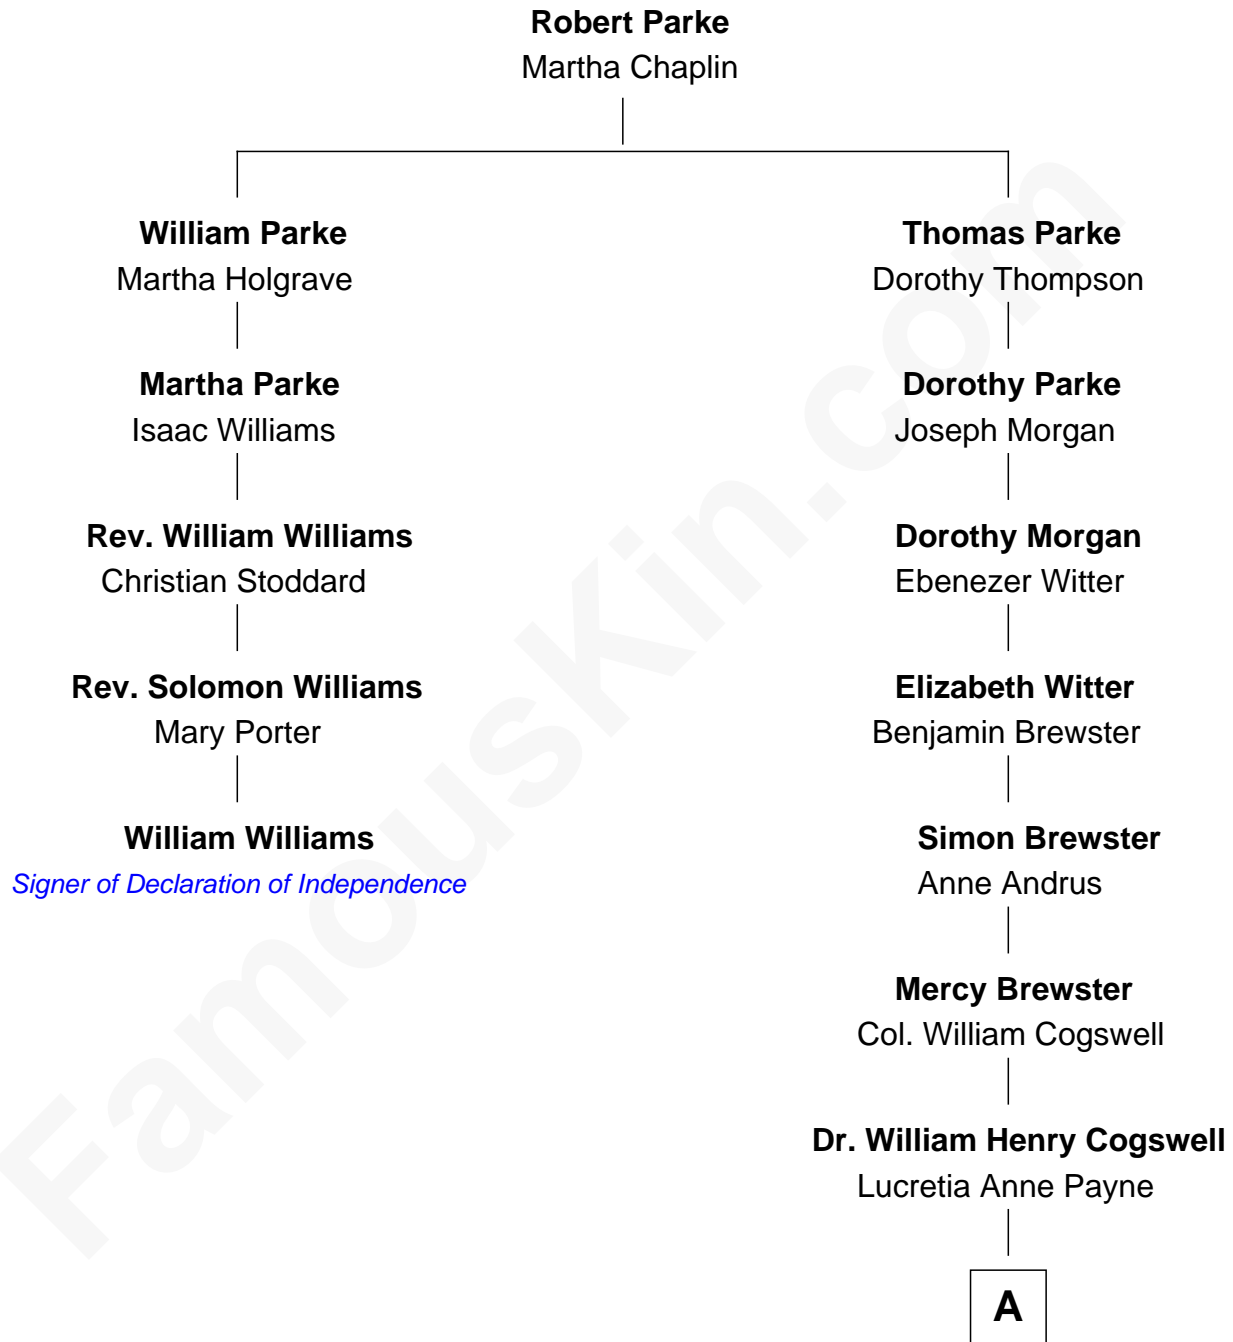 Robert Parke
Martha Chaplin
William Parke
Martha Holgrave
Thomas Parke
Dorothy Thompson
Martha Parke
Isaac Williams
Dorothy Parke
Joseph Morgan
Rev. William Williams
Christian Stoddard
Dorothy Morgan
Ebenezer Witter
Rev. Solomon Williams
Mary Porter
Elizabeth Witter
Benjamin Brewster
William Williams
Signer of Declaration of Independence
Simon Brewster
Anne Andrus
Mercy Brewster
Col. William Cogswell
Dr. William Henry Cogswell
Lucretia Anne Payne
A
FamousKin.com